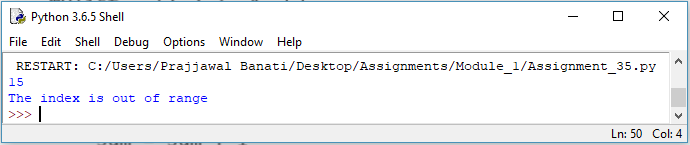 Python 3.6.5 Shell
File Edit Shell Debug Options Window Help
RESTART: C:/Users/Prajjawal Banati/Desktop/Assignments/Module_1/Assignment_35.py
15
The index is out of range
>>>
Ln: 50 Col: 4